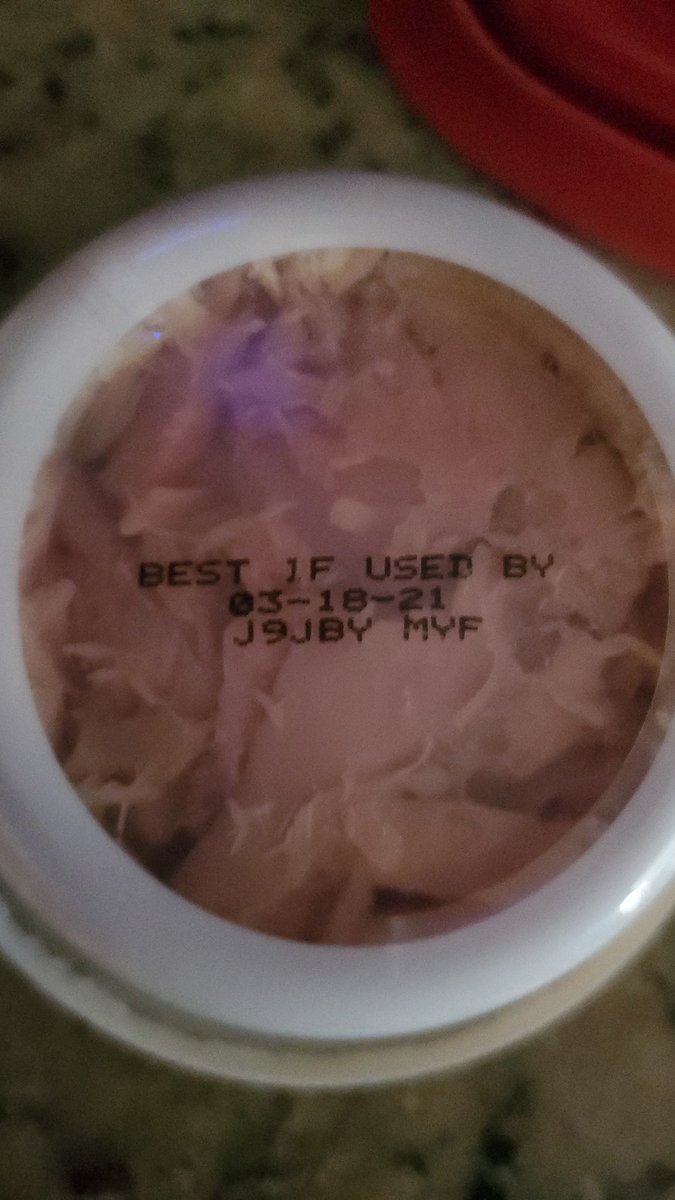 BEST IF USED BY
03-18-21
J9JBY MYF